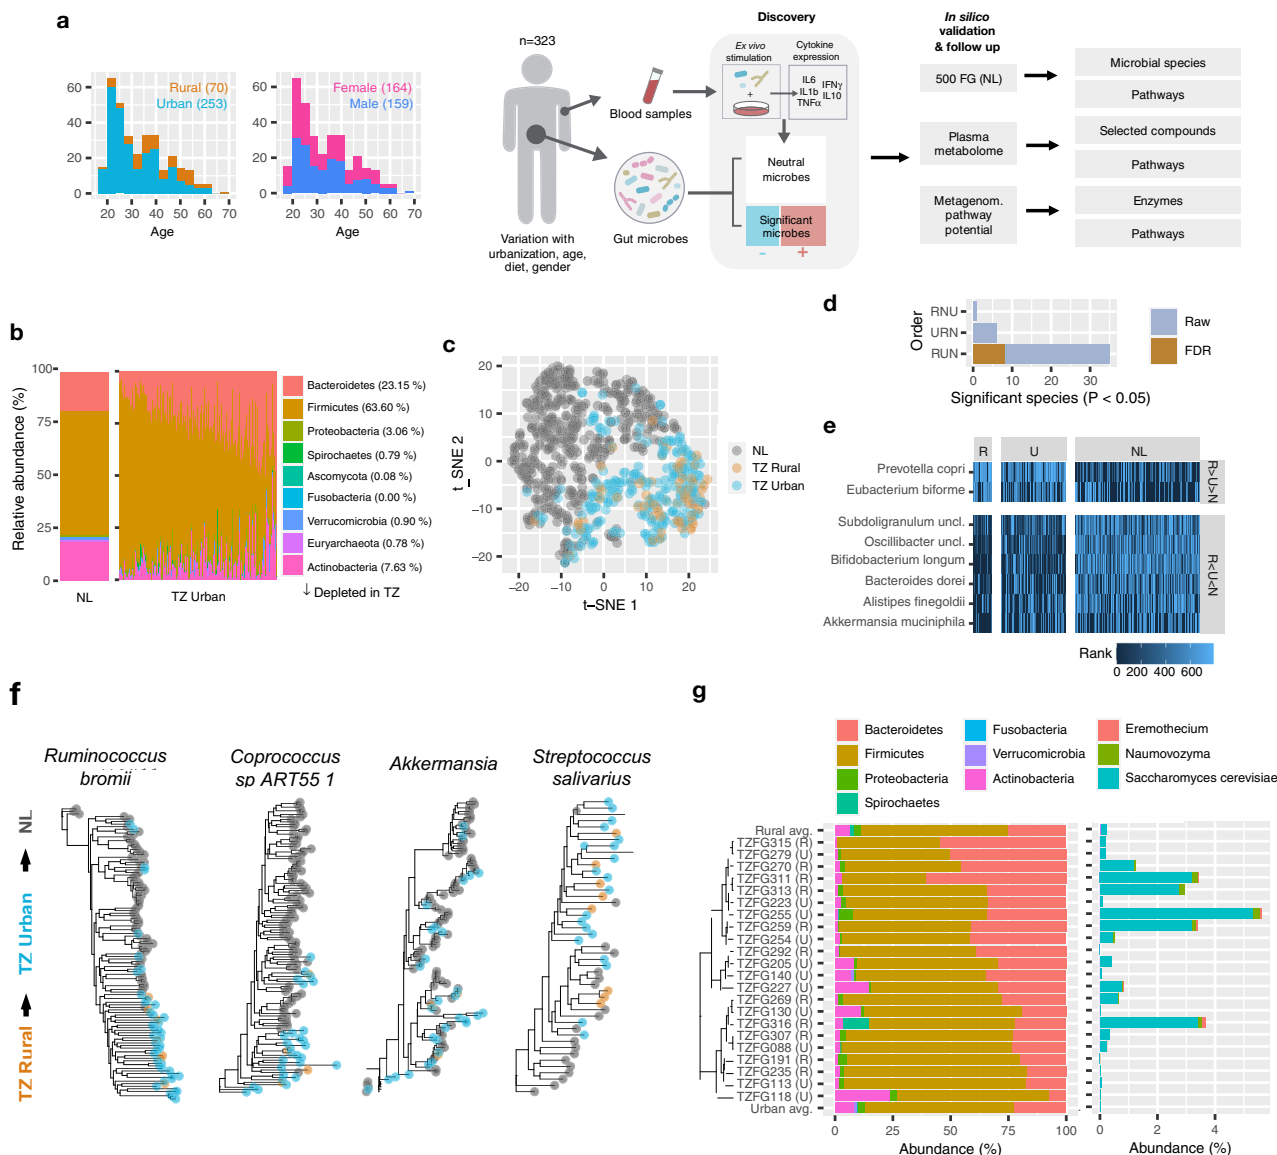 a
Rural (70)
Urban (253)
60
40
20
0
20 30 40 50 60 70
Age
Female (164)
Male (159)
60
40
20
0
20 30 40 50 60 70
Age
n=323
Variation with
urbanization, age,
diet, gender
Blood samples
Gut microbes
Discovery
Ex vivo
stimulation
+
Cytokine
expression
IL6
IL1b
TNFα
IFNγ
IL10
Neutral
microbes
Significant
microbes
- +
In silico
validation
& follow up
500 FG (NL)
Plasma
metabolome
Metagenom.
pathway
potential
Microbial species
Pathways
Selected compounds
Pathways
Enzymes
Pathways
b
Relative abundance (%)
100
75
50
25
0
NL
TZ Urban
Bacteroidetes (23.15 %)
Firmicutes (63.60 %)
Proteobacteria (3.06 %)
Spirochaetes (0.79 %)
Ascomycota (0.08 %)
Fusobacteria (0.00 %)
Verrucomicrobia (0.90 %)
Euryarchaeota (0.78 %)
Actinobacteria (7.63 %)
↓ Depleted in TZ
c
t_SNE 2
20
10
0
−10
−20
−20 −10 0 10 20
t−SNE 1
NL
TZ Rural
TZ Urban
d
Order
RNU
URN
RUN
0 10 20 30
Significant species (P < 0.05)
Raw
FDR
e
R U NL
Prevotella copri
Eubacterium biforme
R>U>N
Subdoligranulum uncl.
Oscillibacter uncl.
Bifidobacterium longum
Bacteroides dorei
Alistipes finegoldii
Akkermansia muciniphila
R<U<N
Rank
0 200 400 600
f
Ruminococcus
bromii
Coprococcus
sp ART55 1
Akkermansia
Streptococcus
salivarius
TZ Rural → TZ Urban → NL
g
Bacteroidetes
Firmicutes
Proteobacteria
Spirochaetes
Fusobacteria
Verrucomicrobia
Actinobacteria
Eremothecium
Naumovozyma
Saccharomyces cerevisiae
Rural avg.
TZFG315 (R)
TZFG279 (U)
TZFG270 (R)
TZFG311 (R)
TZFG313 (R)
TZFG223 (U)
TZFG255 (U)
TZFG259 (R)
TZFG254 (U)
TZFG292 (R)
TZFG205 (U)
TZFG140 (U)
TZFG227 (U)
TZFG269 (R)
TZFG130 (U)
TZFG316 (R)
TZFG307 (R)
TZFG088 (U)
TZFG191 (R)
TZFG235 (R)
TZFG113 (U)
TZFG118 (U)
Urban avg.
0 25 50 75 100
Abundance (%)
0 2 4
Abundance (%)